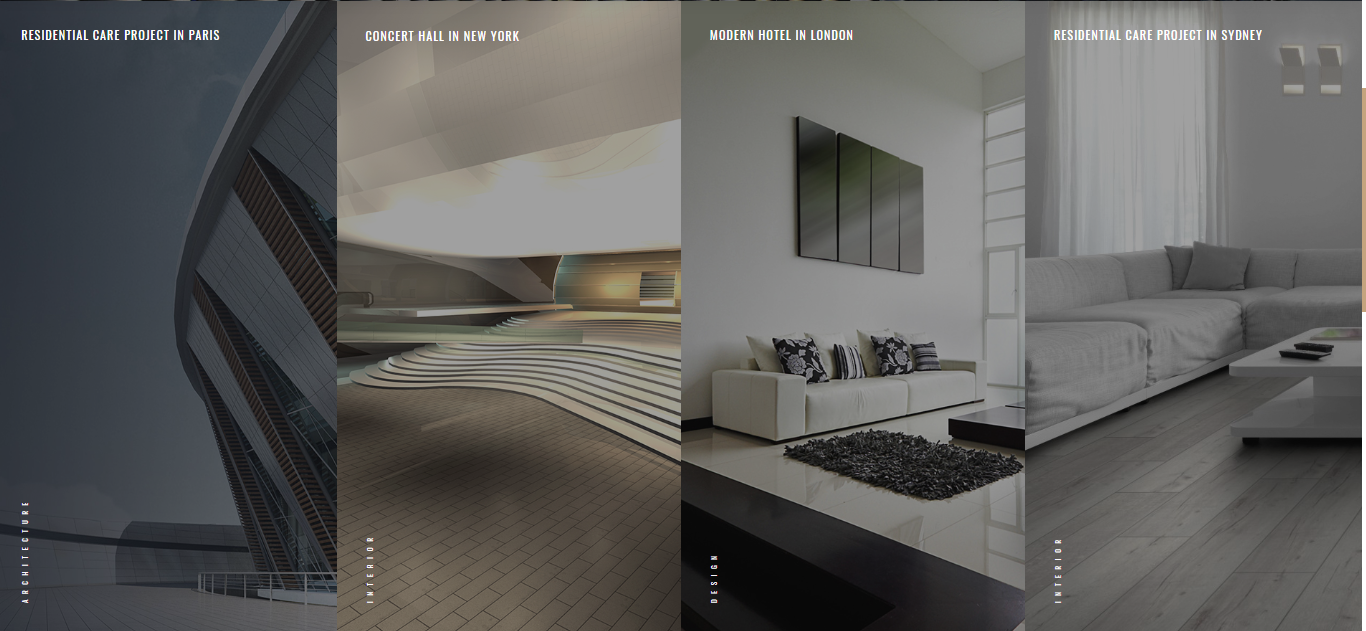 RESIDENTIAL CARE PROJECT IN PARIS
CONCERT HALL IN NEW YORK
MODERN HOTEL IN LONDON
RESIDENTIAL CARE PROJECT IN SYDNEY
ARCHITECTURE
INTERIOR
DESIGN
INTERIOR